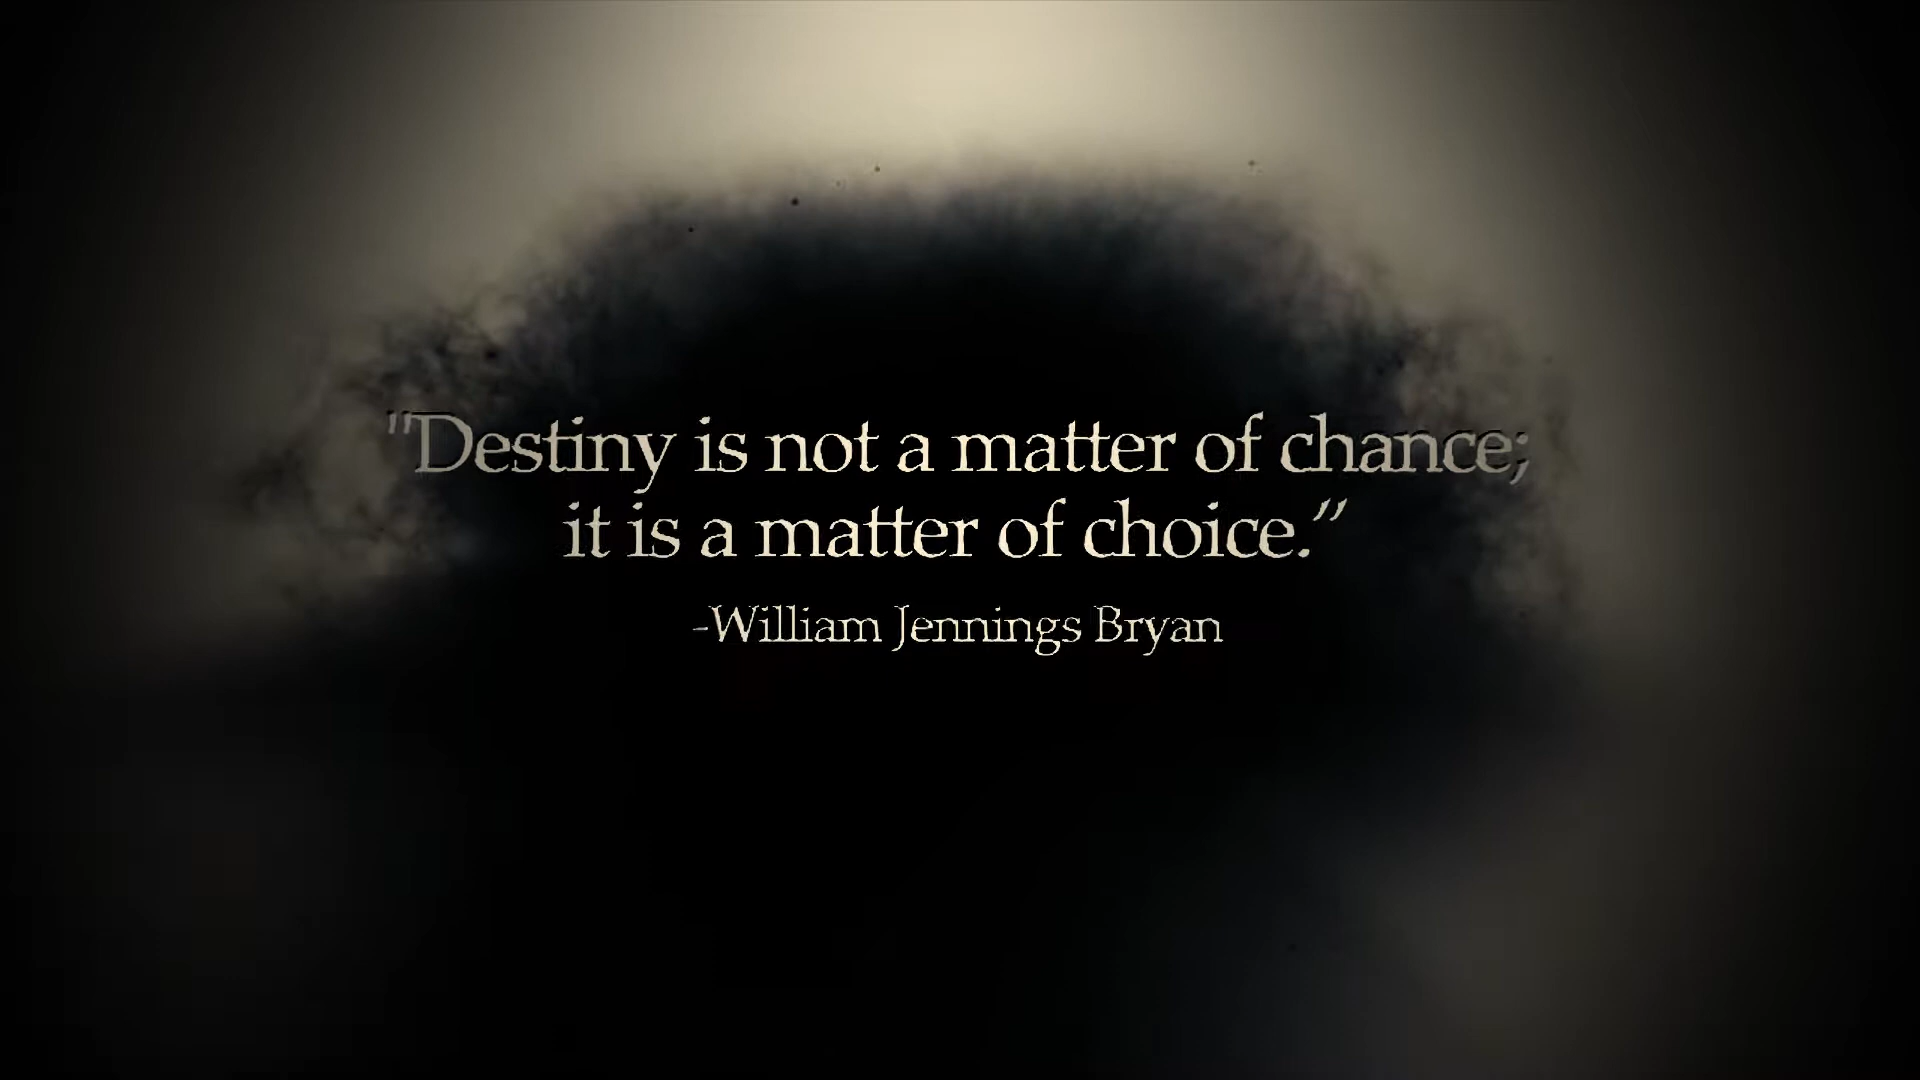 "Destiny is not a matter of chance;
it is a matter of choice.”
-William Jennings Bryan